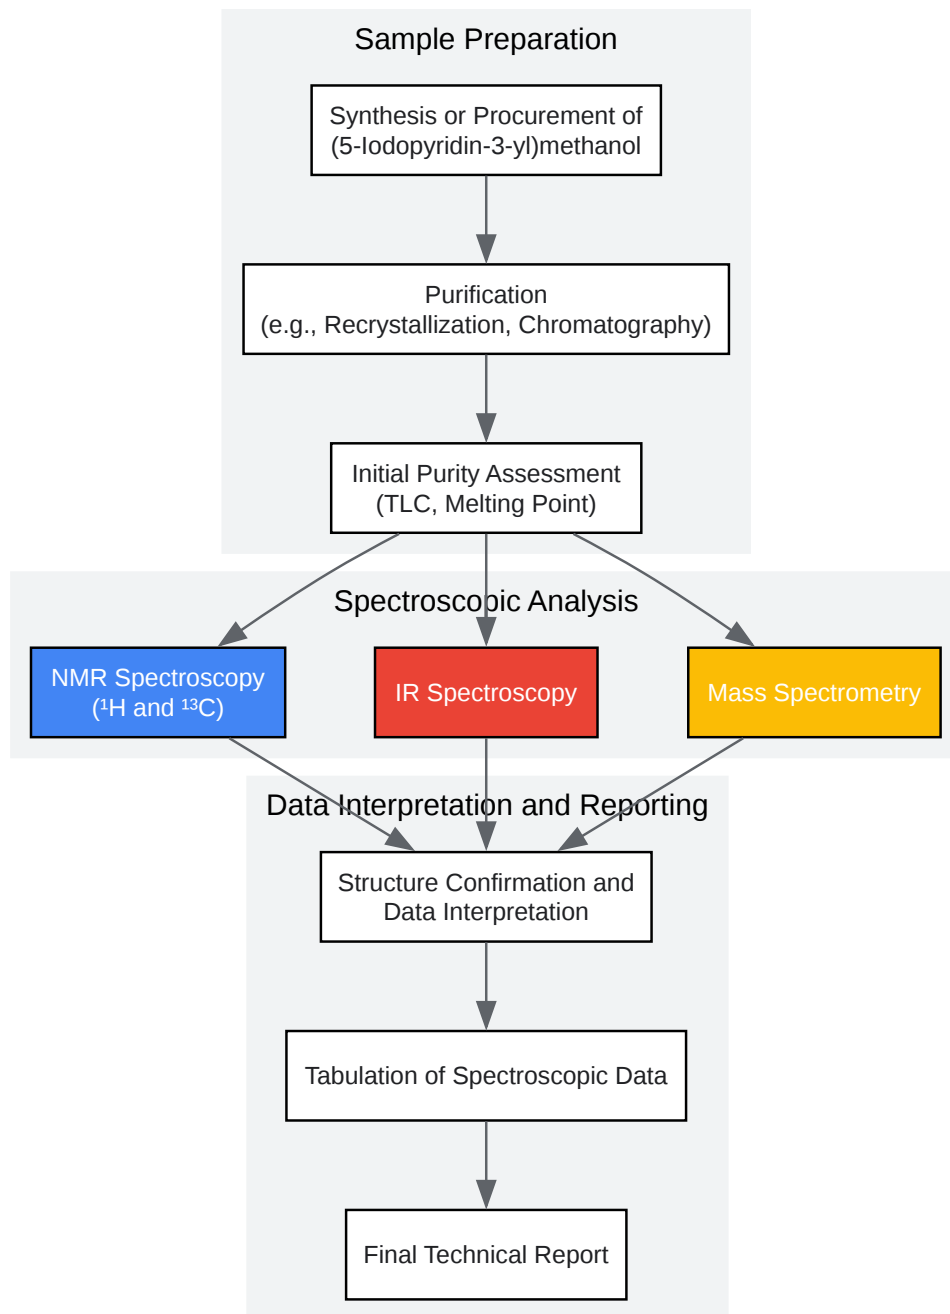 Sample Preparation
Synthesis or Procurement of
(5-Iodopyridin-3-yl)methanol
Purification
(e.g., Recrystallization, Chromatography)
Initial Purity Assessment
(TLC, Melting Point)
Spectroscopic Analysis
NMR Spectroscopy
(¹H and ¹³C)
IR Spectroscopy
Mass Spectrometry
Data Interpretation and Reporting
Structure Confirmation and
Data Interpretation
Tabulation of Spectroscopic Data
Final Technical Report